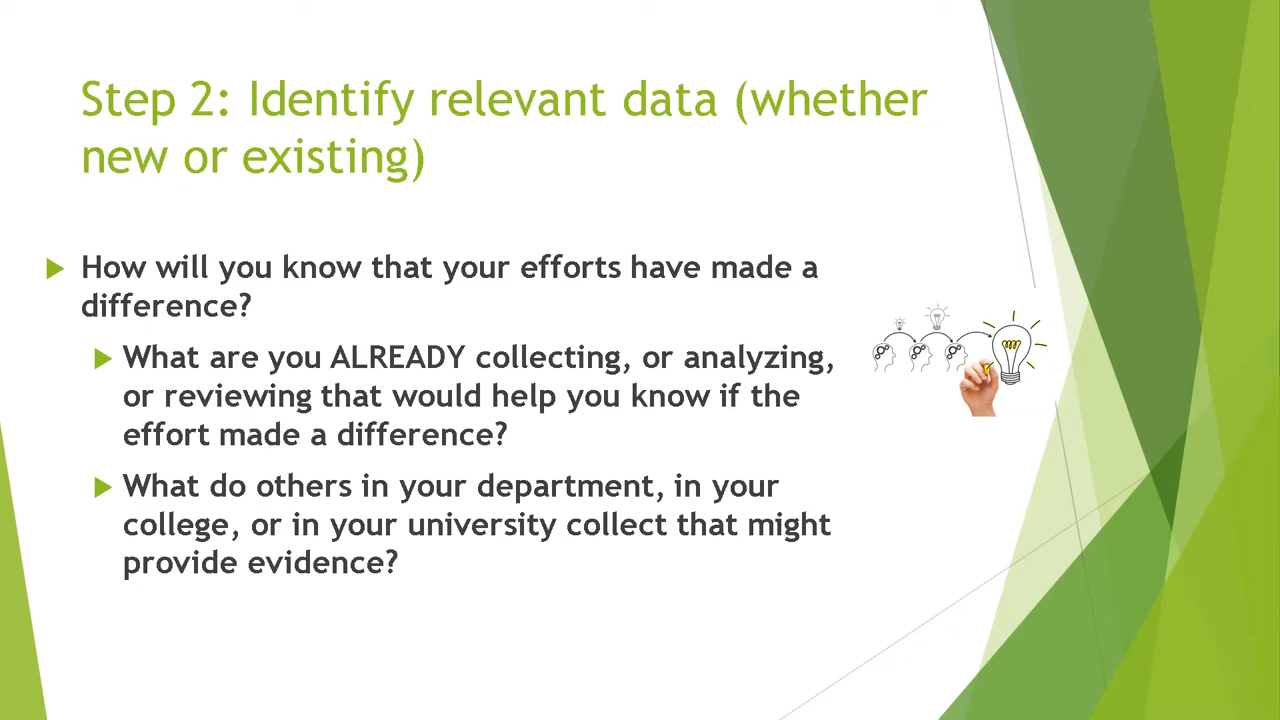 Step 2: Identify relevant data (whether
new or existing)
How will you know that your efforts have made a
difference?
What are you ALREADY collecting, or analyzing,
or reviewing that would help you know if the
effort made a difference?
What do others in your department, in your
college, or in your university collect that might
provide evidence?